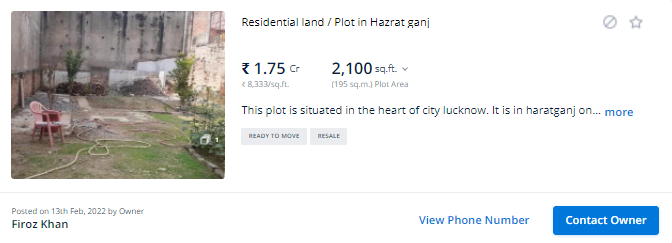 Residential land / Plot in Hazrat ganj
₹ 1.75 Cr 2,100 sq.ft.
₹ 8,333/sq.ft. (195 sq.m.) Plot Area
This plot is situated in the heart of city lucknow. It is in haratganj on... more
READY TO MOVE RESALE
1
Posted on 13th Feb, 2022 by Owner
Firoz Khan
View Phone Number Contact Owner